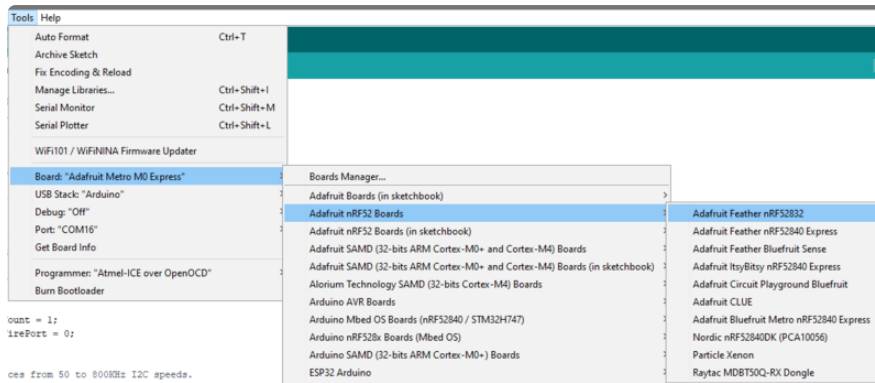 Tools Help
Auto Format Ctrl+T
Archive Sketch
Fix Encoding & Reload
Manage Libraries... Ctrl+Shift+I
Serial Monitor Ctrl+Shift+M
Serial Plotter Ctrl+Shift+L
WiFi101 / WiFiNINA Firmware Updater
Board: "Adafruit Metro M0 Express"
USB Stack: "Arduino"
Debug: "Off"
Port: "COM16"
Get Board Info
Programmer: "Atmel-ICE over OpenOCD"
Burn Bootloader
Boards Manager...
Adafruit Boards (in sketchbook)
Adafruit nRF52 Boards
Adafruit nRF52 Boards (in sketchbook)
Adafruit SAMD (32-bits ARM Cortex-M0+ and Cortex-M4) Boards
Adafruit SAMD (32-bits ARM Cortex-M0+ and Cortex-M4) Boards (in sketchbook)
Alorium Technology SAMD (32-bits Cortex-M4) Boards
Arduino AVR Boards
Arduino Mbed OS Boards (nRF52840 / STM32H747)
Arduino nRF528x Boards (Mbed OS)
Arduino SAMD (32-bits ARM Cortex-M0+) Boards
ESP32 Arduino
Adafruit Feather nRF52832
Adafruit Feather nRF52840 Express
Adafruit Feather Bluefruit Sense
Adafruit ItsyBitsy nRF52840 Express
Adafruit Circuit Playground Bluefruit
Adafruit CLUE
Adafruit Bluefruit Metro nRF52840 Express
Nordic nRF52840DK (PCA10056)
Particle Xenon
Raytac MDBT50Q-RX Dongle
ount = 1;
irePort = 0;
ces from 50 to 800KHz I2C speeds.